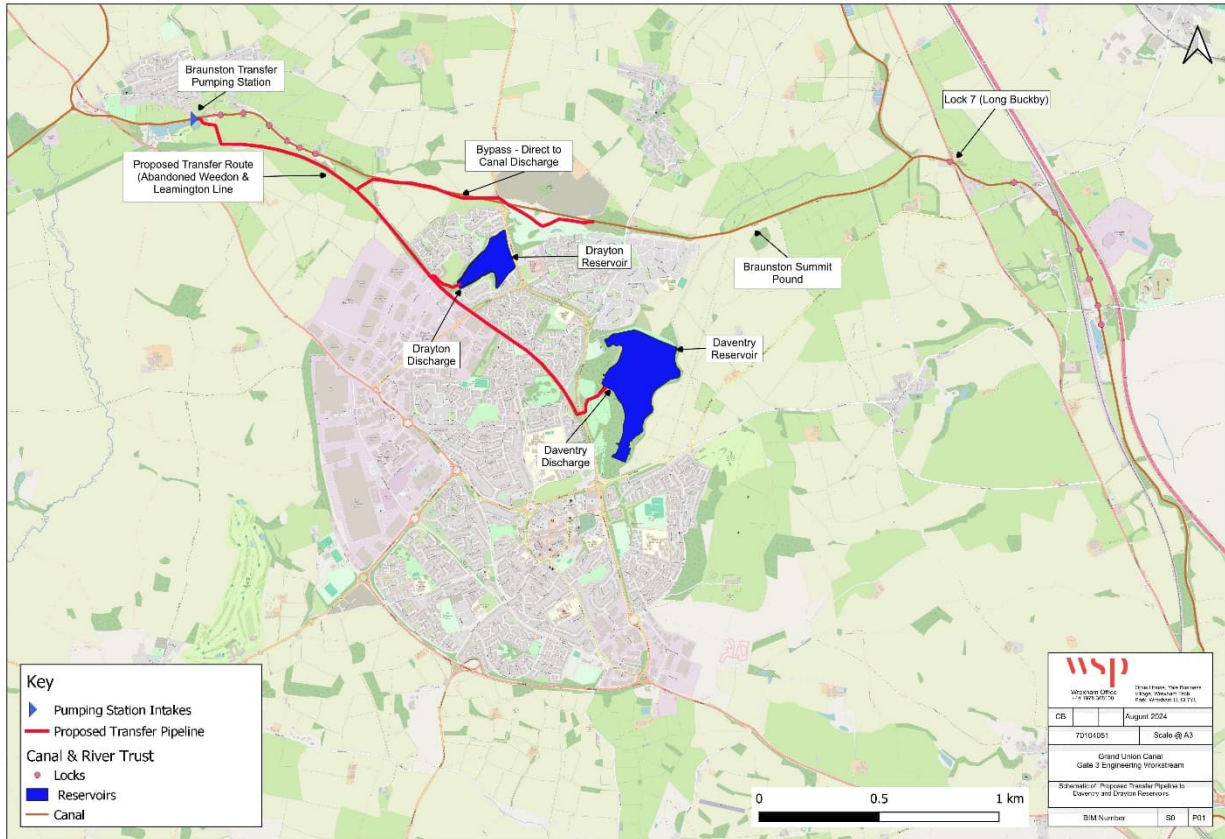 Braunston Transfer
Pumping Station
Lock 7 (Long Buckby)
Bypass - Direct to
Canal Discharge
Proposed Transfer Route
(Abandoned Weedon &
Leamington Line
Drayton
Reservoir
Braunston Summit
Pound
Drayton
Discharge
Daventry
Reservoir
Daventry
Discharge
Key
Pumping Station Intakes
Proposed Transfer Pipeline
Canal & River Trust
Locks
Reservoirs
Canal
0 0.5 1 km
wsp
Wrexham Office
CB August 2024
70104051 Scale @ A3
Grand Union Canal
Gate 3 Engineering Workstream
Schematic of Proposed Transfer Pipeline to
Daventry and Drayton Reservoirs
BIM Number S0 P01